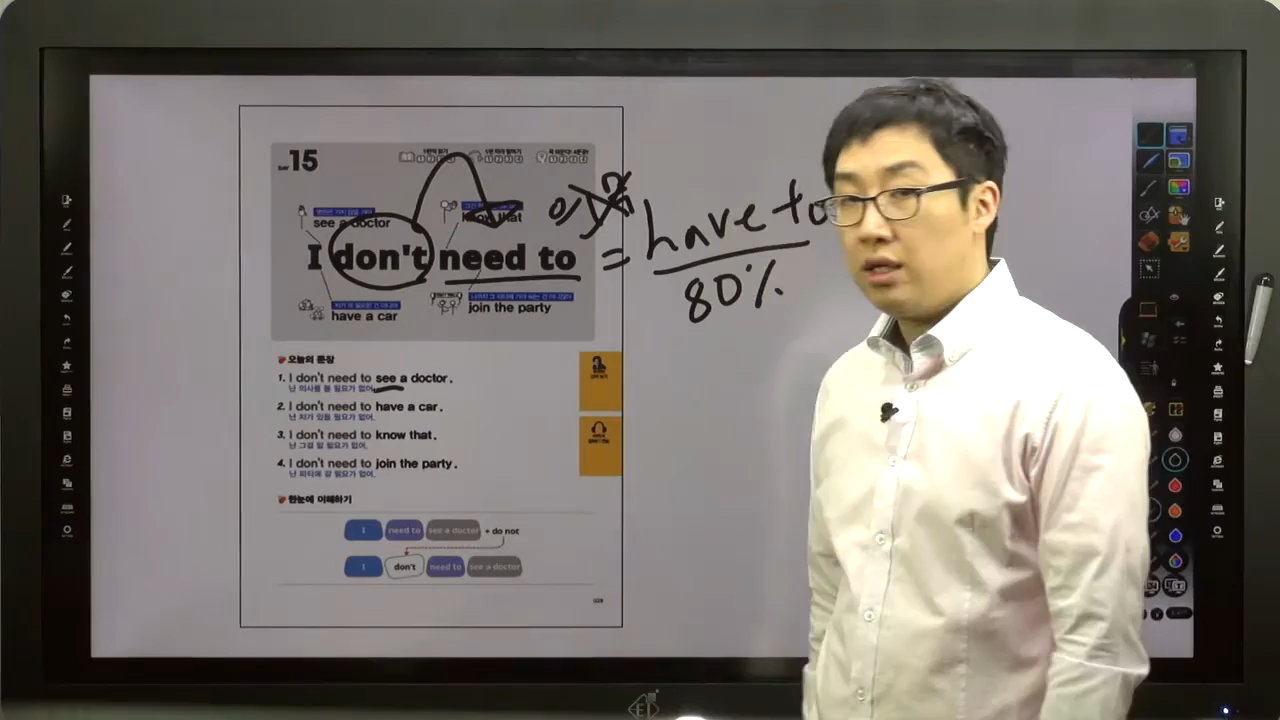 DAY 15
see a doctor
know that
I don't need to
= have to
80%
have a car
join the party
오늘의 문장
1. I don't need to see a doctor.
난 의사를 볼 필요가 없어.
2. I don't need to have a car.
난 차가 있을 필요가 없어.
3. I don't need to know that.
난 그걸 알 필요가 없어.
4. I don't need to join the party.
난 파티에 갈 필요가 없어.
한눈에 이해하기
I need to see a doctor + do not
I don't need to see a doctor